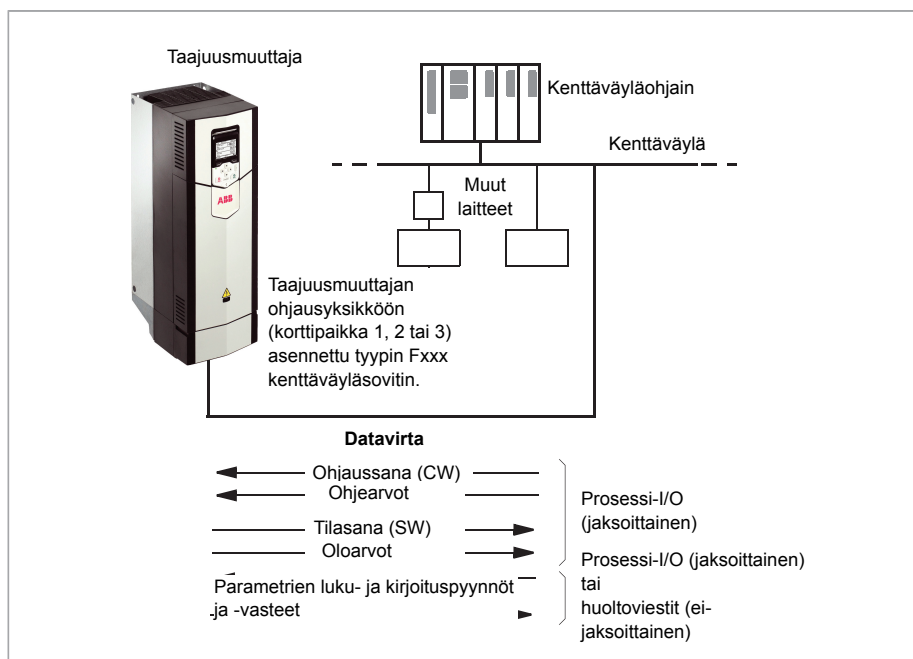 Taajuusmuuttaja
Kenttäväyläohjain
Kenttäväylä
Muut
laitteet
ABB
Taajuusmuuttajan
ohjausyksikköön
(korttipaikka 1, 2 tai 3)
asennettu tyypin Fxxx
kenttäväyläsovitin.
Datavirta
Ohjaussana (CW)
Ohjearvot
Tilasana (SW)
Oloarvot
Prosessi-I/O
(jaksoittainen)
Parametrien luku- ja kirjoituspyynnöt
ja -vasteet
Prosessi-I/O (jaksoittainen)
tai
huoltoviestit (ei-
jaksoittainen)